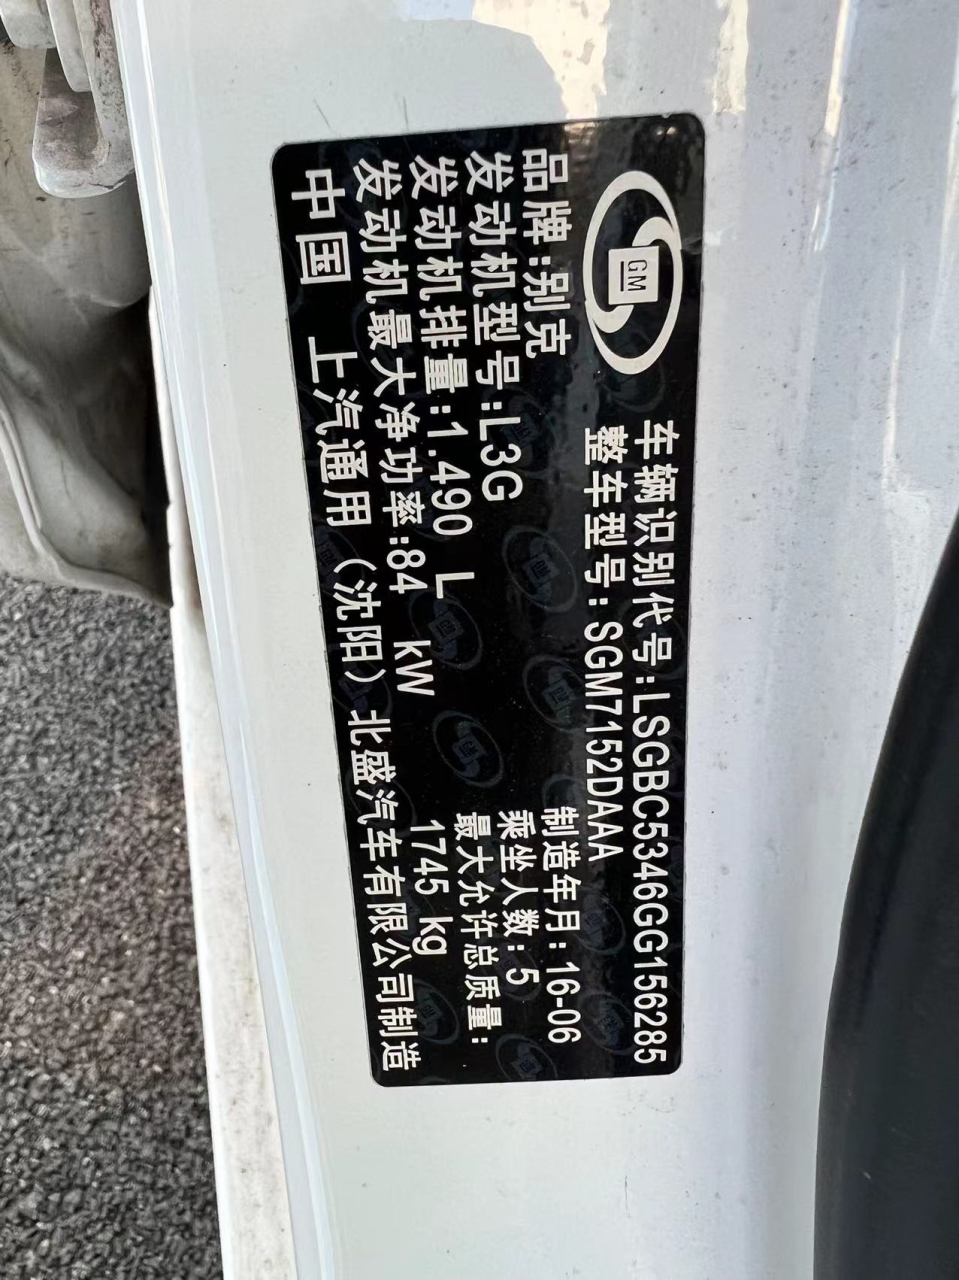 GM
车辆识别代号:LSGBC5346GG156285
整车型号:SGM7152DAAA
品牌:别克
制造年月:16-06
发动机型号:L3G
乘坐人数:5
发动机排量:1.490 L
最大允许总质量:
发动机最大净功率:84 kW
1745 kg
中国 上汽通用（沈阳）北盛汽车有限公司制造